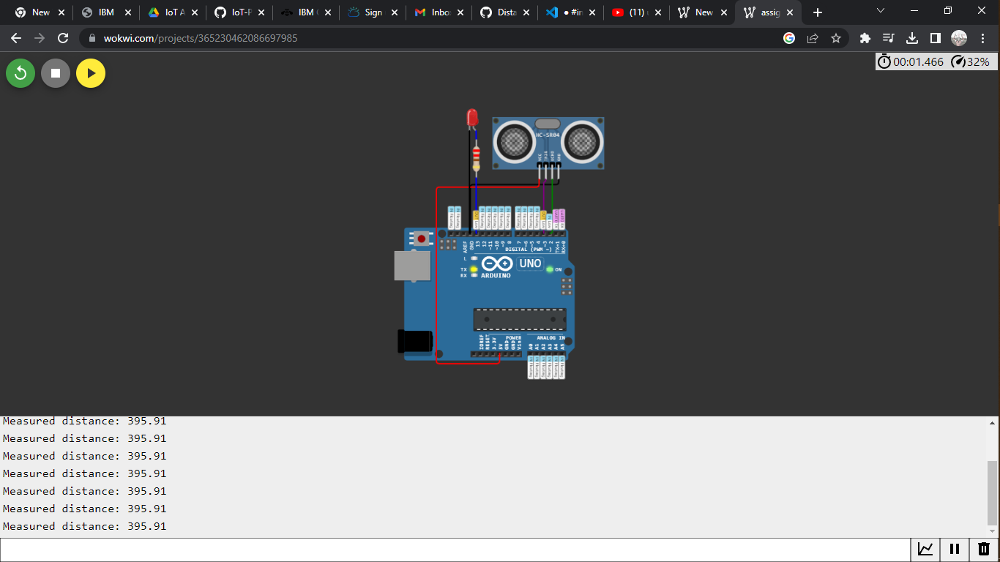 New
IBM
IoT A
IoT-P
IBM
Sign
Inbo
Dista
#in
(11)
New
assig
wokwi.com/projects/365230462086697985
00:01.466 32%
HC-SR04
VCC
TRIG
ECHO
GND
AREF
GND
13
12
~11
~10
~9
8
7
~6
~5
4
~3
2
TX→1
RX←0
DIGITAL (PWM ~)
L
TX
RX
UNO
ARDUINO
ON
POWER
ANALOG IN
IOREF
RESET
3.3V
5V
GND
GND
Vin
A0
A1
A2
A3
A4
A5
Measured distance: 395.91
Measured distance: 395.91
Measured distance: 395.91
Measured distance: 395.91
Measured distance: 395.91
Measured distance: 395.91
Measured distance: 395.91